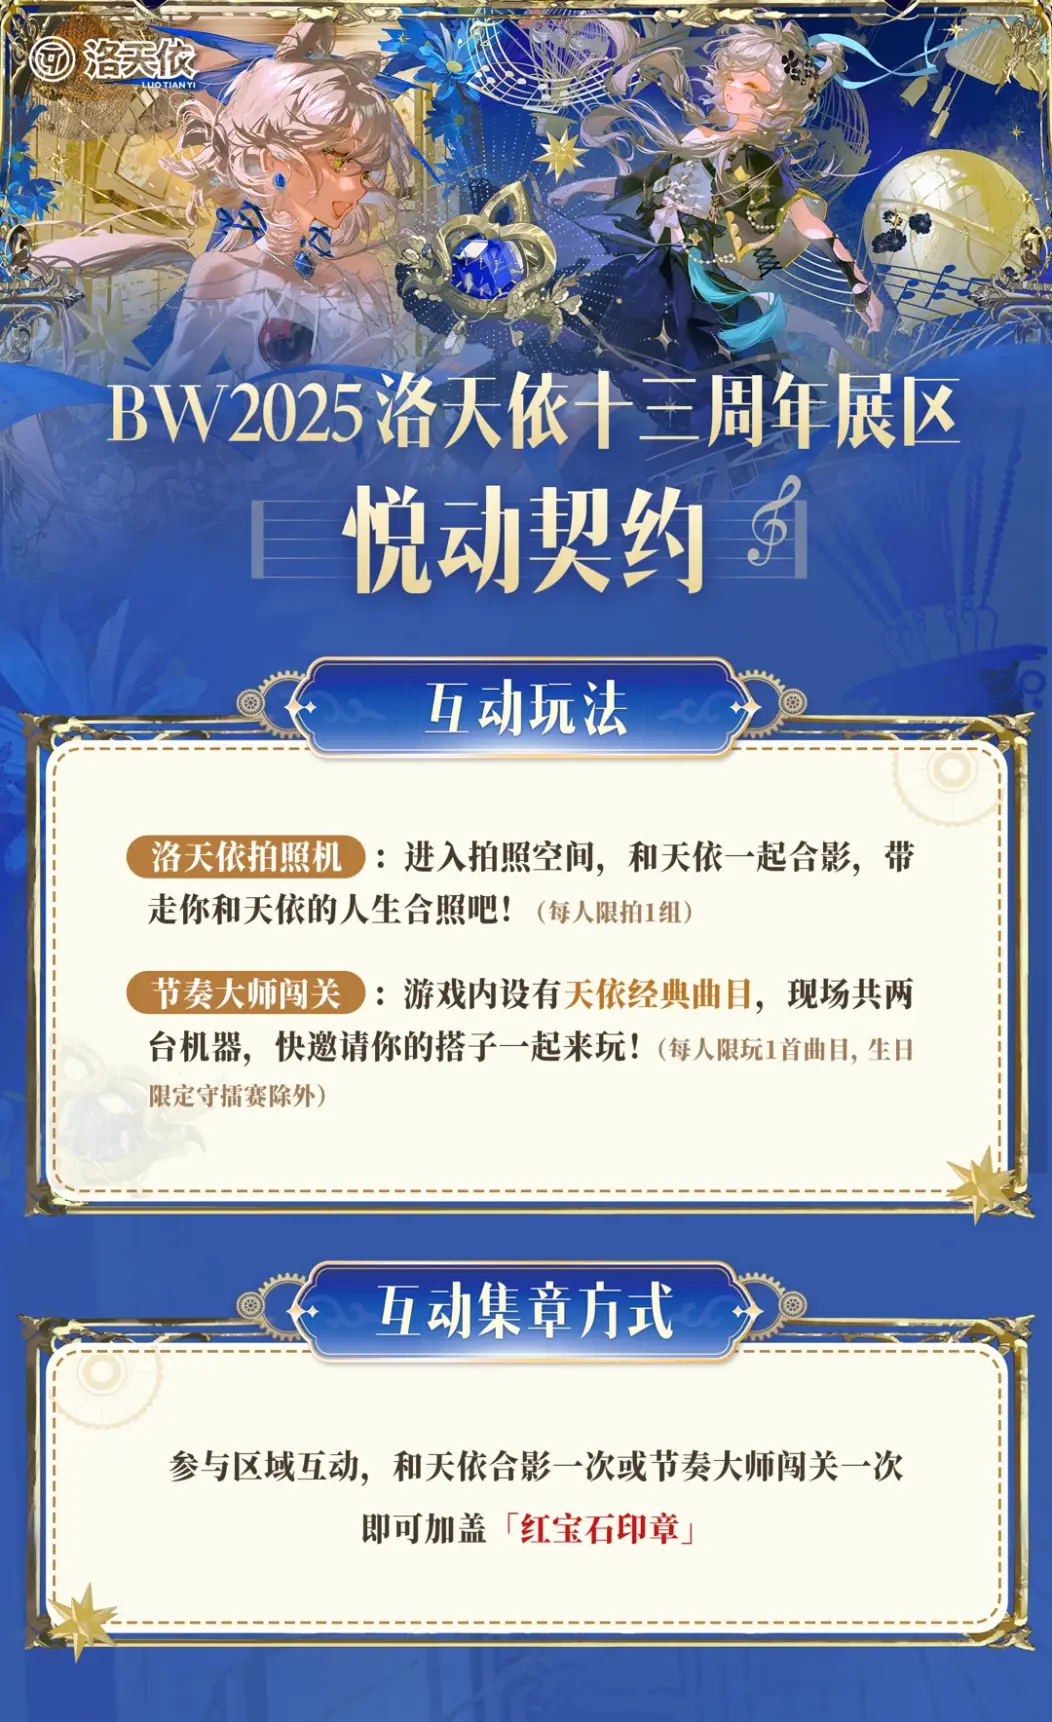 洛天依
LUO TIANYI
BW2025洛天依十三周年展区
悦动契约
互动玩法
洛天依拍照机：进入拍照空间，和天依一起合影，带
走你和天依的人生合照吧！（每人限拍1组）
节奏大师闯关：游戏内设有天依经典曲目，现场共两
台机器，快邀请你的搭子一起来玩！（每人限玩1首曲目，生日
限定守擂赛除外）
互动集章方式
参与区域互动，和天依合影一次或节奏大师闯关一次
即可加盖「红宝石印章」